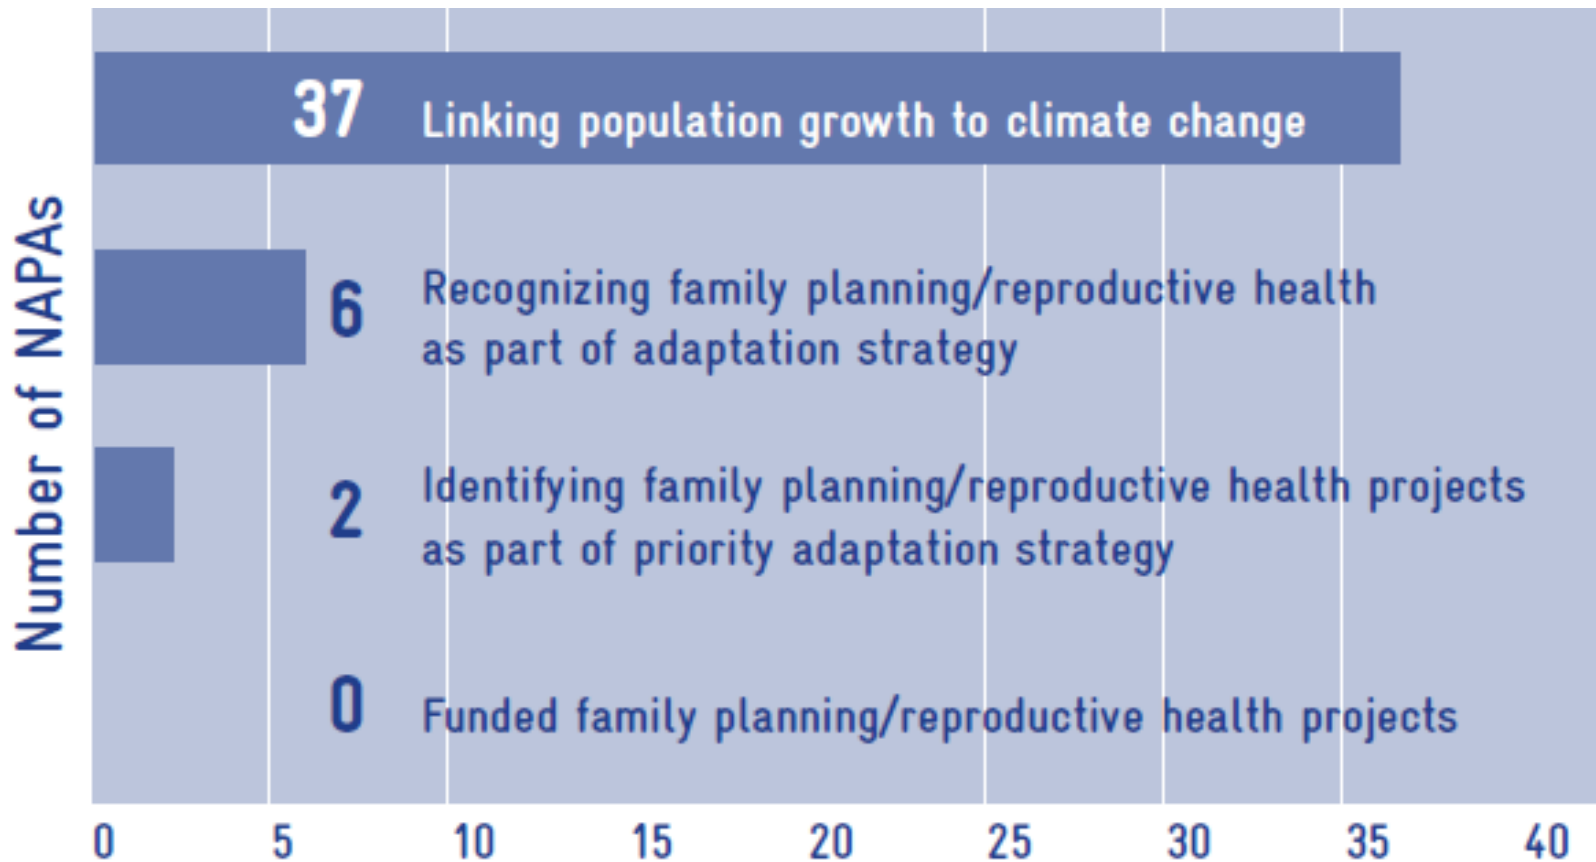 Number of NAPAs
37 Linking population growth to climate change
6 Recognizing family planning/reproductive health
as part of adaptation strategy
2 Identifying family planning/reproductive health projects
as part of priority adaptation strategy
0 Funded family planning/reproductive health projects
0 5 10 15 20 25 30 35 40